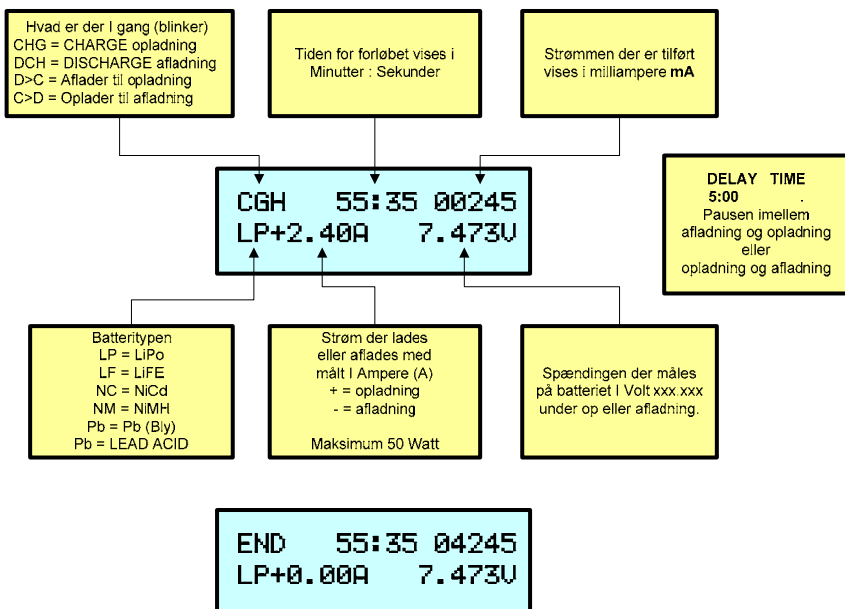 Hvad er der I gang (blinker)
CHG = CHARGE opladning
DCH = DISCHARGE afladning
D>C = Aflader til opladning
C>D = Oplader til afladning
Tiden for forløbet vises i
Minutter : Sekunder
Strømmen der er tilført
vises i milliampere mA
CGH 55:35 00245
LP+2.40A 7.473V
DELAY TIME
5:00 .
Pausen imellem
afladning og opladning
eller
opladning og afladning
Batteritypen
LP = LiPo
LF = LiFE
NC = NiCd
NM = NiMH
Pb = Pb (Bly)
Pb = LEAD ACID
Strøm der lades
eller aflades med
målt I Ampere (A)
+ = opladning
- = afladning
Maksimum 50 Watt
Spændingen der måles
på batteriet I Volt xxx.xxx
under op eller afladning.
END 55:35 04245
LP+0.00A 7.473V